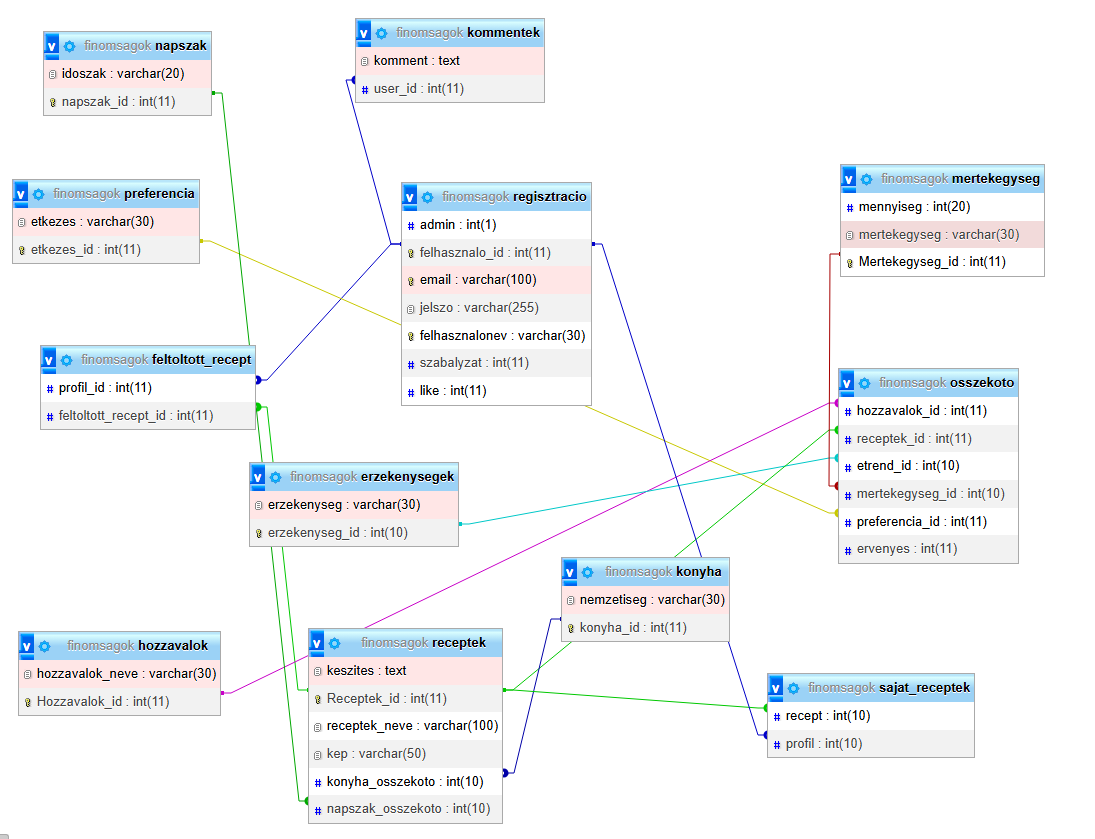 finomsagok napszak
idoszak : varchar(20)
napszak_id : int(11)
finomsagok kommentek
komment : text
user_id : int(11)
finomsagok preferencia
etkezes : varchar(30)
etkezes_id : int(11)
finomsagok regisztracio
admin : int(1)
felhasznalo_id : int(11)
email : varchar(100)
jelszo : varchar(255)
felhasznalonev : varchar(30)
szabalyzat : int(11)
like : int(11)
finomsagok mertekegyseg
mennyiseg : int(20)
mertekegyseg : varchar(30)
Mertekegyseg_id : int(11)
finomsagok feltoltott_recept
profil_id : int(11)
feltoltott_recept_id : int(11)
finomsagok osszekoto
hozzavalok_id : int(11)
receptek_id : int(11)
etrend_id : int(10)
mertekegyseg_id : int(10)
preferencia_id : int(11)
ervenyes : int(11)
finomsagok erzekenysegek
erzekenyseg : varchar(30)
erzekenyseg_id : int(10)
finomsagok konyha
nemzetiseg : varchar(30)
konyha_id : int(11)
finomsagok hozzavalok
hozzavalok_neve : varchar(30)
Hozzavalok_id : int(11)
finomsagok receptek
keszites : text
Receptek_id : int(11)
receptek_neve : varchar(100)
kep : varchar(50)
konyha_osszekoto : int(10)
napszak_osszekoto : int(10)
finomsagok sajat_receptek
recept : int(10)
profil : int(10)